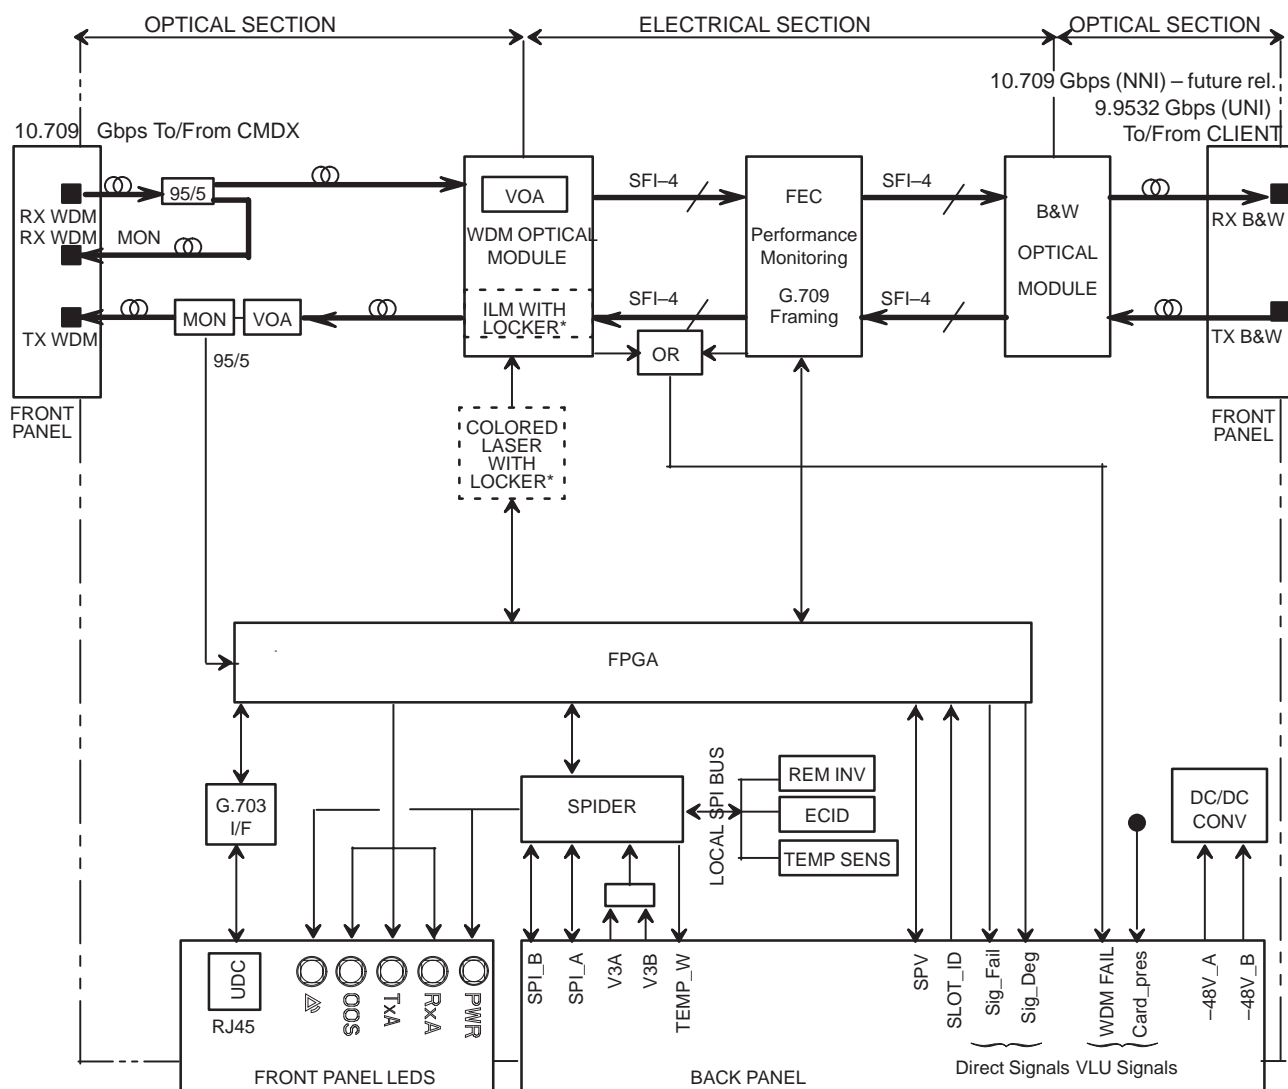 OPTICAL SECTION
ELECTRICAL SECTION
OPTICAL SECTION
10.709 Gbps (NNI) – future rel.
9.9532 Gbps (UNI)
To/From CLIENT
10.709 Gbps To/From CMDX
RX WDM
RX WDM
MON
TX WDM
95/5
MON
VOA
95/5
FRONT
PANEL
VOA
WDM OPTICAL
MODULE
ILM WITH
LOCKER*
SFI–4
SFI–4
OR
FEC
Performance
Monitoring
G.709
Framing
SFI–4
SFI–4
B&W
OPTICAL
MODULE
RX B&W
TX B&W
FRONT
PANEL
COLORED
LASER
WITH
LOCKER*
FPGA
G.703
I/F
SPIDER
LOCAL SPI BUS
REM INV
ECID
TEMP SENS
DC/DC
CONV
UDC
RJ45
OOS
TxA
RxA
PWR
FRONT PANEL LEDS
SPI_B
SPI_A
V3A
V3B
TEMP_W
SPV
SLOT_ID
Sig_Fail
Sig_Deg
WDM FAIL
Card_pres
–48V_A
–48V_B
Direct Signals
VLU Signals
BACK PANEL